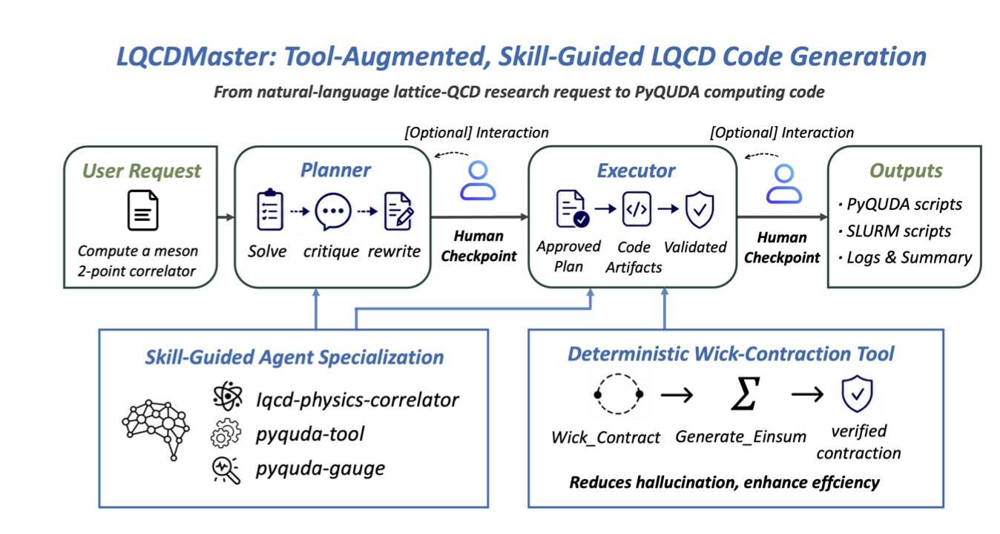 LQCDMaster: Tool-Augmented, Skill-Guided LQCD Code Generation
From natural-language lattice-QCD research request to PyQUDA computing code
[Optional] Interaction
[Optional] Interaction
User Request
Compute a meson
2-point correlator
Planner
Solve
critique
rewrite
Human
Checkpoint
Executor
Approved
Plan
</>
Code
Artifacts
Validated
Human
Checkpoint
Outputs
· PyQUDA scripts
· SLURM scripts
· Logs & Summary
Skill-Guided Agent Specialization
lqcd-physics-correlator
pyquda-tool
pyquda-gauge
Deterministic Wick-Contraction Tool
Σ
Wick_Contract
Generate_Einsum
verified
contraction
Reduces hallucination, enhance effciency